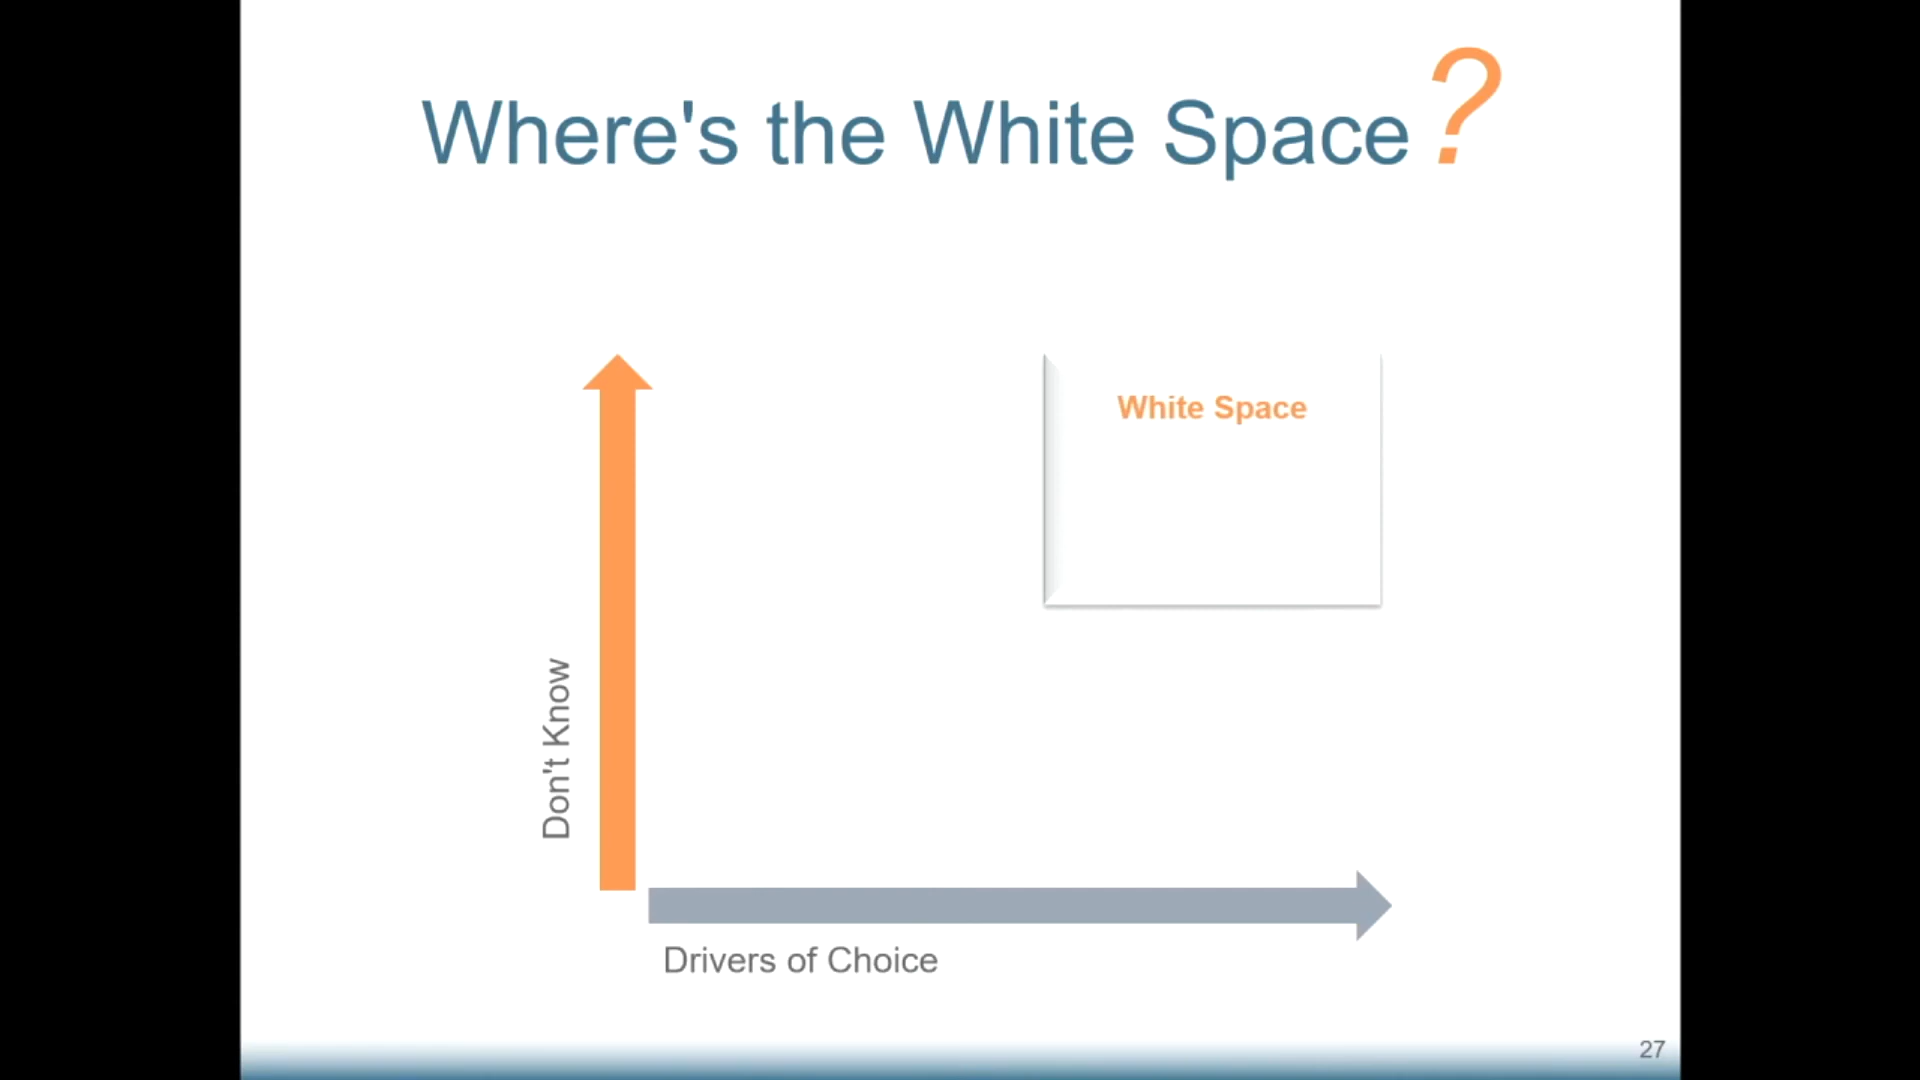 Where's the White Space?
White Space
Don't Know
Drivers of Choice
27